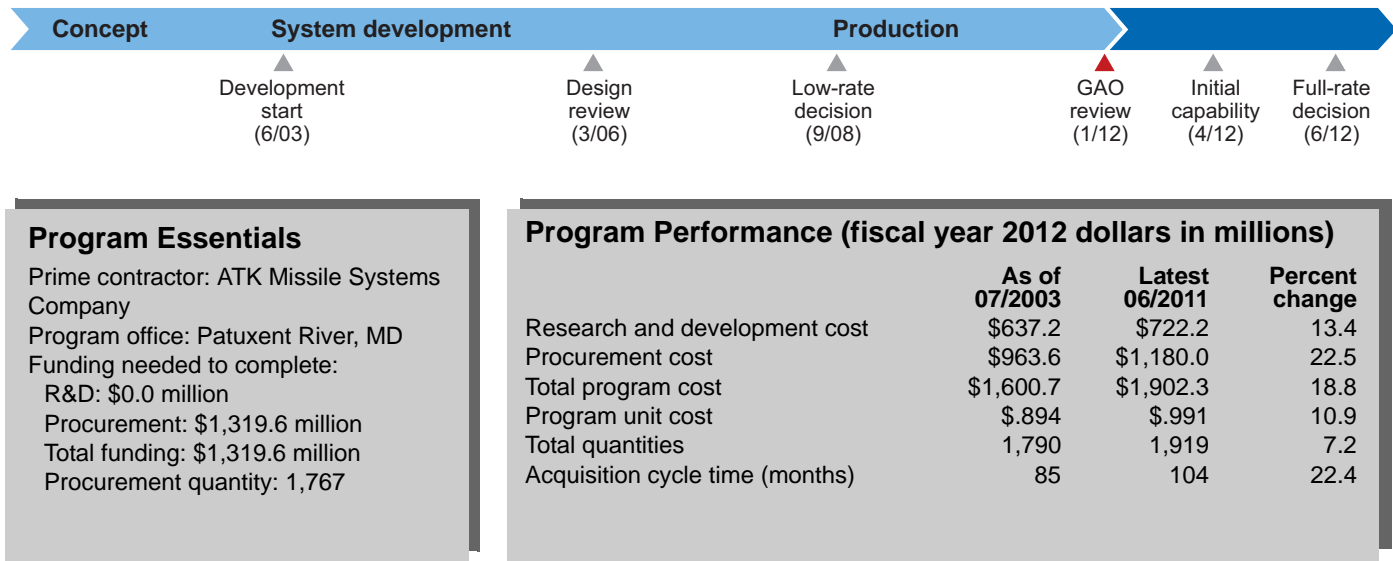 Concept System development Production
Development start (6/03)
Design review (3/06)
Low-rate decision (9/08)
GAO review (1/12)
Initial capability (4/12)
Full-rate decision (6/12)
Program Essentials
Prime contractor: ATK Missile Systems
Company
Program office: Patuxent River, MD
Funding needed to complete:
R&D: $0.0 million
Procurement: $1,319.6 million
Total funding: $1,319.6 million
Procurement quantity: 1,767
Program Performance (fiscal year 2012 dollars in millions)
As of 07/2003 Latest 06/2011 Percent change
Research and development cost $637.2 $722.2 13.4
Procurement cost $963.6 $1,180.0 22.5
Total program cost $1,600.7 $1,902.3 18.8
Program unit cost $.894 $.991 10.9
Total quantities 1,790 1,919 7.2
Acquisition cycle time (months) 85 104 22.4